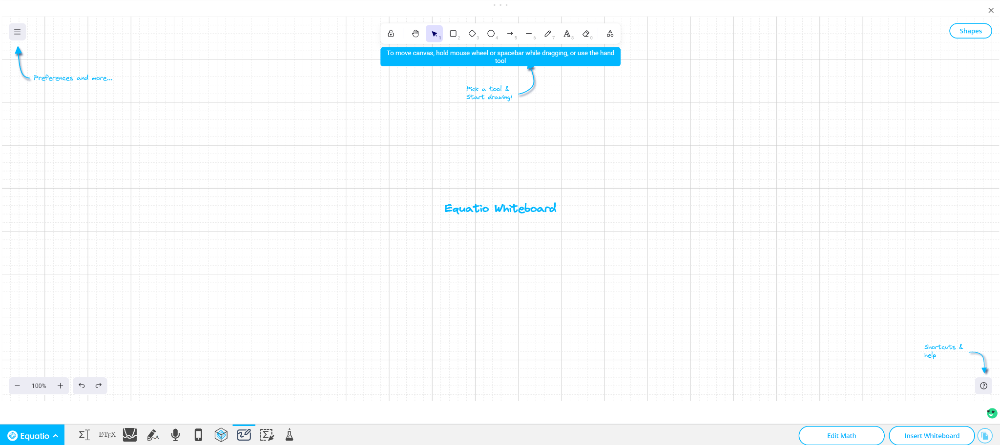 Shapes
1
2
3
4
5
6
7
8
0
To move canvas, hold mouse wheel or spacebar while dragging, or use the hand
tool
Preferences and more...
Pick a tool &
Start drawing!
Equatio Whiteboard
Shortcuts &
help
100%
Equatio
LATEX
Edit Math
Insert Whiteboard